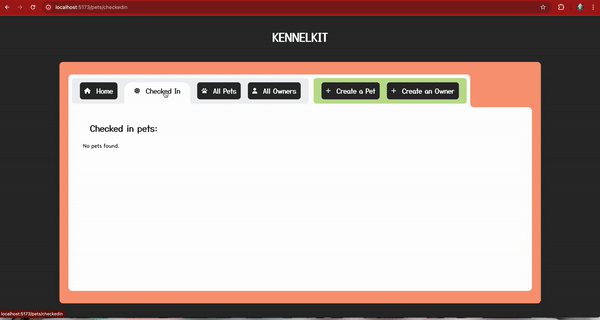 localhost:5173/pets/checkedin
KENNELKIT
Home
Checked In
All Pets
All Owners
+ Create a Pet
+ Create an Owner
Checked in pets:
No pets found.
localhost:5173/pets/checkedin